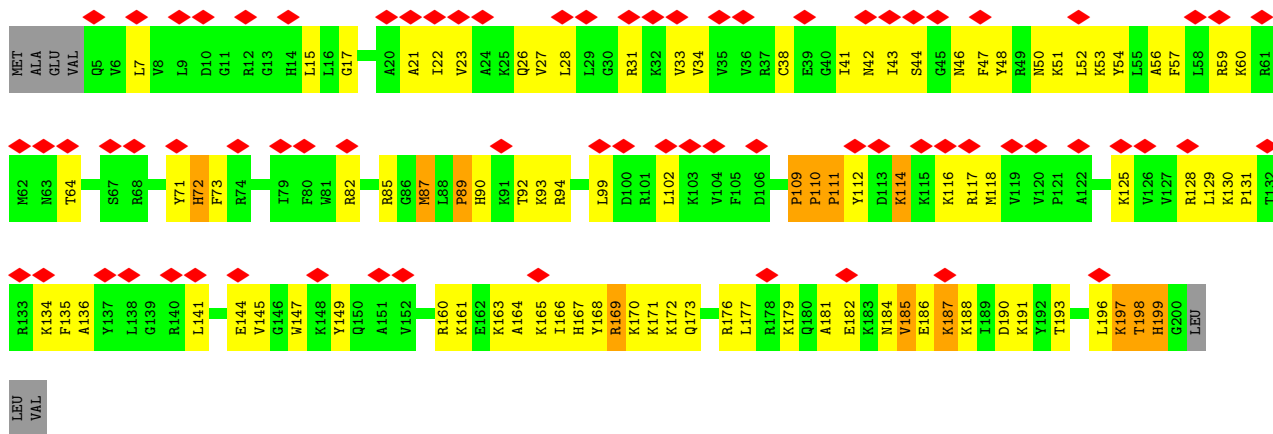 MET ALA GLU VAL Q5 V6 L7 V8 L9 D10 G11 R12 G13 H14 L15 L16 G17 A20 A21 I22 V23 A24 K25 Q26 V27 L28 L29 G30 R31 K32 V33 V34 V35 V36 R37 C38 E39 G40 I41 N42 I43 S44 G45 N46 F47 Y48 R49 N50 K51 L52 K53 Y54 L55 A56 F57 L58 R59 K60 R61
M62 N63 T64 S67 R68 Y71 H72 F73 R74 I79 F80 W81 R82 R85 G86 M87 L88 P89 H90 K91 T92 K93 R94 L99 D100 R101 L102 K103 V104 F105 D106 P109 P110 P111 Y112 D113 K114 K115 K116 R117 M118 V119 V120 P121 A122 K125 V126 V127 R128 L129 K130 P131 T132
R133 K134 F135 A136 Y137 L138 G139 R140 L141 E144 V145 G146 W147 K148 Y149 Q150 A151 V152 R160 K161 E162 K163 A164 K165 I166 H167 Y168 R169 K170 K171 K172 Q173 R176 L177 R178 K179 Q180 A181 E182 K183 N184 V185 E186 K187 K188 I189 D190 K191 Y192 T193 L196 K197 T198 H199 G200 LEU
LEU VAL